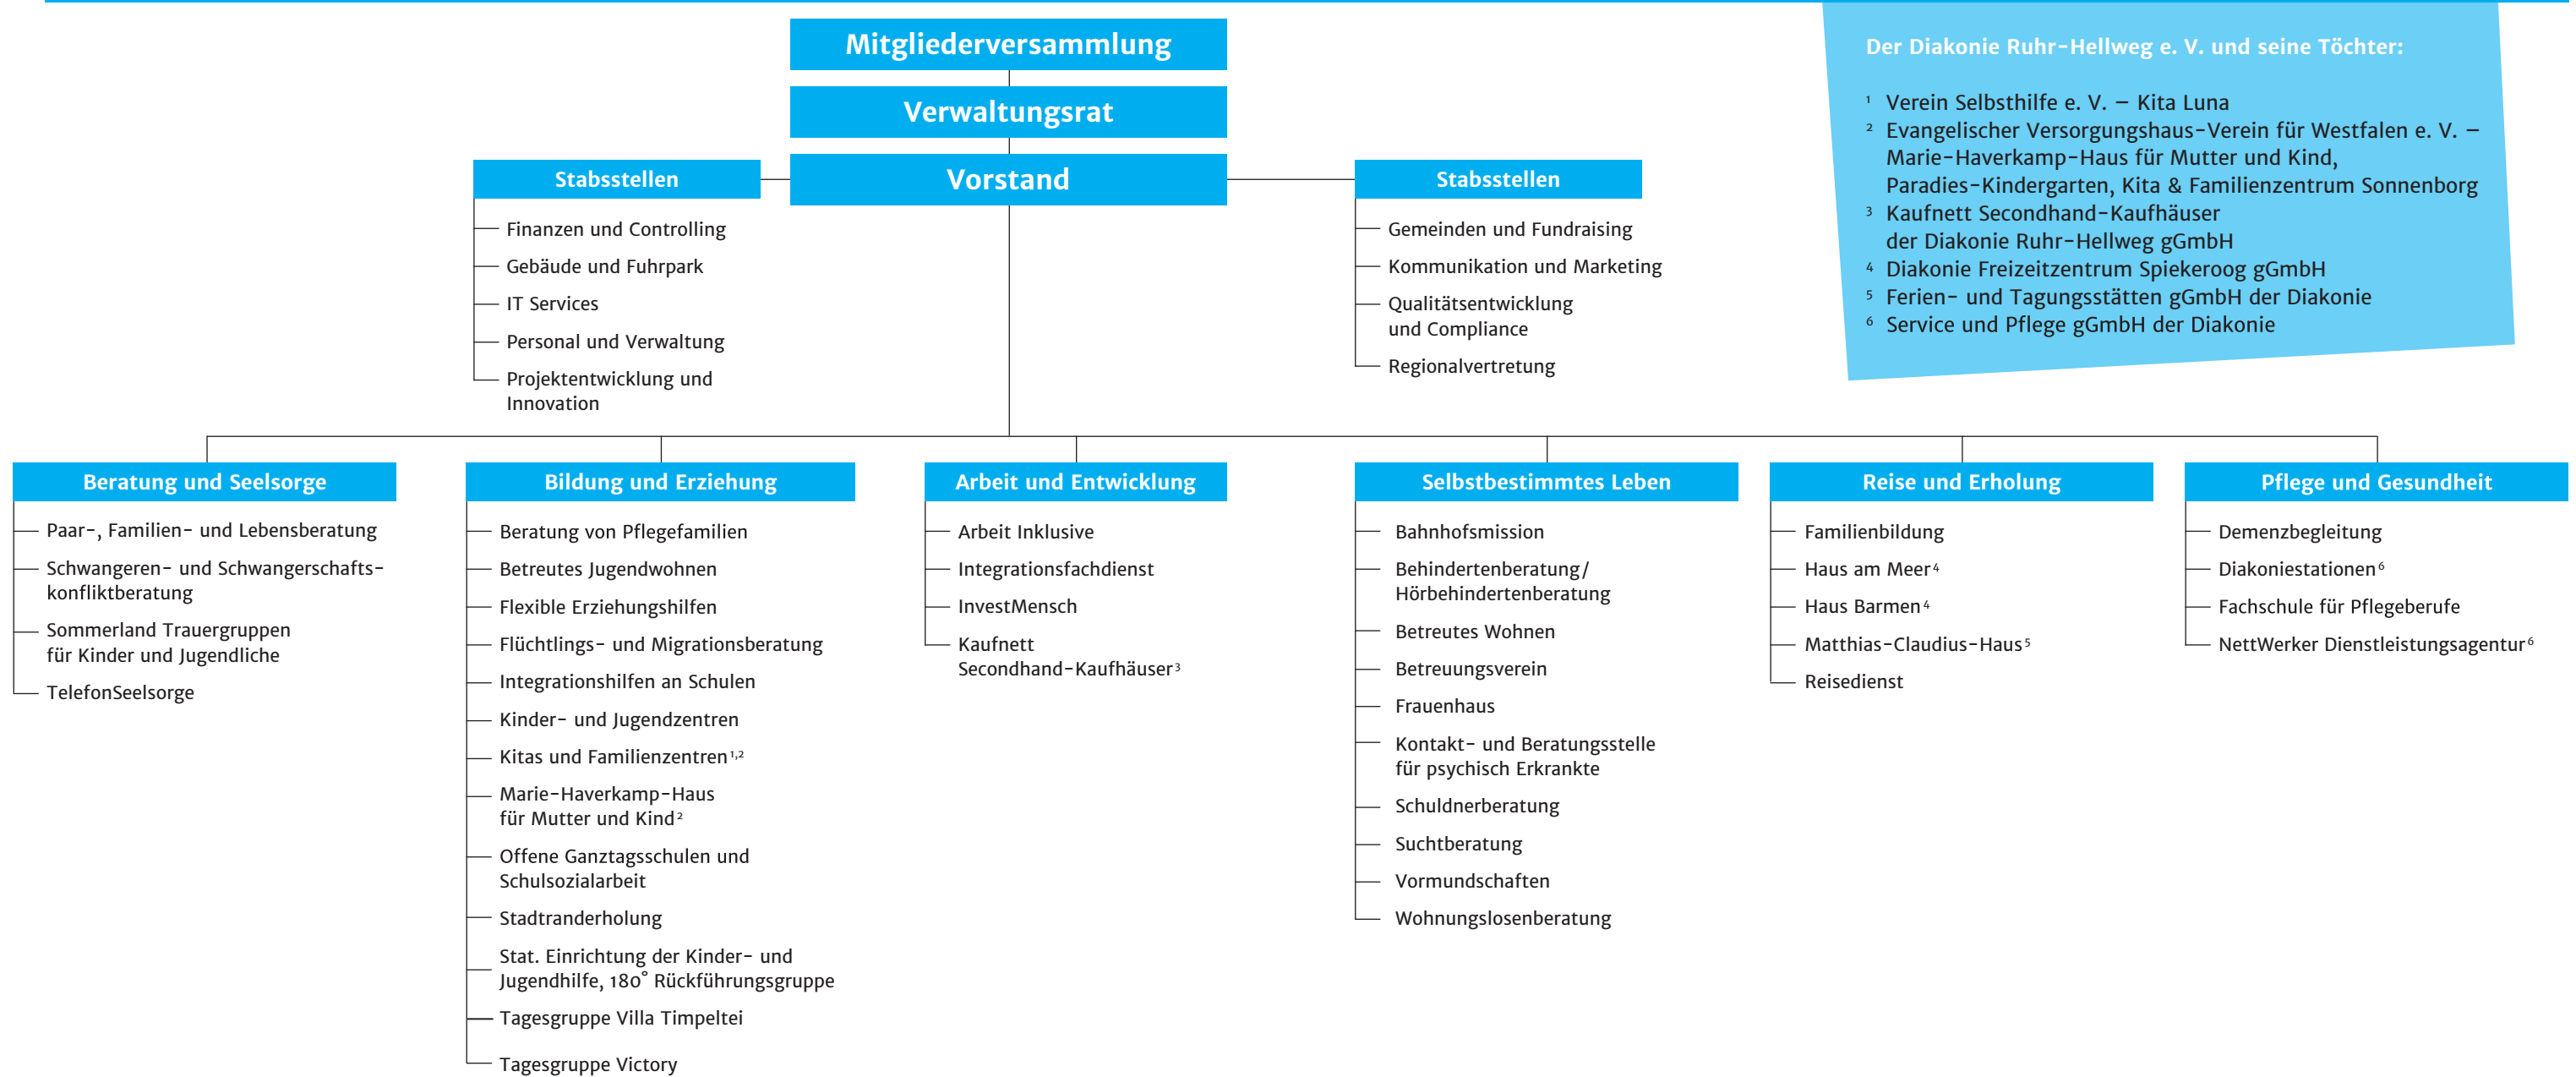 Mitgliederversammlung
Verwaltungsrat
Vorstand
Stabsstellen
Finanzen und Controlling
Gebäude und Fuhrpark
IT Services
Personal und Verwaltung
Projektentwicklung und
Innovation
Stabsstellen
Gemeinden und Fundraising
Kommunikation und Marketing
Qualitätsentwicklung
und Compliance
Regionalvertretung
Der Diakonie Ruhr-Hellweg e. V. und seine Töchter:
¹ Verein Selbsthilfe e. V. – Kita Luna
² Evangelischer Versorgungshaus-Verein für Westfalen e. V. –
Marie-Haverkamp-Haus für Mutter und Kind,
Paradies-Kindergarten, Kita & Familienzentrum Sonnenborg
³ Kaufnett Secondhand-Kaufhäuser
der Diakonie Ruhr-Hellweg gGmbH
⁴ Diakonie Freizeitzentrum Spiekeroog gGmbH
⁵ Ferien- und Tagungsstätten gGmbH der Diakonie
⁶ Service und Pflege gGmbH der Diakonie
Beratung und Seelsorge
Paar-, Familien- und Lebensberatung
Schwangeren- und Schwangerschafts-
konfliktberatung
Sommerland Trauergruppen
für Kinder und Jugendliche
TelefonSeelsorge
Bildung und Erziehung
Beratung von Pflegefamilien
Betreutes Jugendwohnen
Flexible Erziehungshilfen
Flüchtlings- und Migrationsberatung
Integrationshilfen an Schulen
Kinder- und Jugendzentren
Kitas und Familienzentren¹,²
Marie-Haverkamp-Haus
für Mutter und Kind²
Offene Ganztagsschulen und
Schulsozialarbeit
Stadtranderholung
Stat. Einrichtung der Kinder- und
Jugendhilfe, 180° Rückführungsgruppe
Tagesgruppe Villa Timpeltei
Tagesgruppe Victory
Arbeit und Entwicklung
Arbeit Inklusive
Integrationsfachdienst
InvestMensch
Kaufnett
Secondhand-Kaufhäuser³
Selbstbestimmtes Leben
Bahnhofsmission
Behindertenberatung/
Hörbehindertenberatung
Betreutes Wohnen
Betreuungsverein
Frauenhaus
Kontakt- und Beratungsstelle
für psychisch Erkrankte
Schuldnerberatung
Suchtberatung
Vormundschaften
Wohnungslosenberatung
Reise und Erholung
Familienbildung
Haus am Meer⁴
Haus Barmen⁴
Matthias-Claudius-Haus⁵
Reisedienst
Pflege und Gesundheit
Demenzbegleitung
Diakoniestationen⁶
Fachschule für Pflegeberufe
NettWerker Dienstleistungsagentur⁶